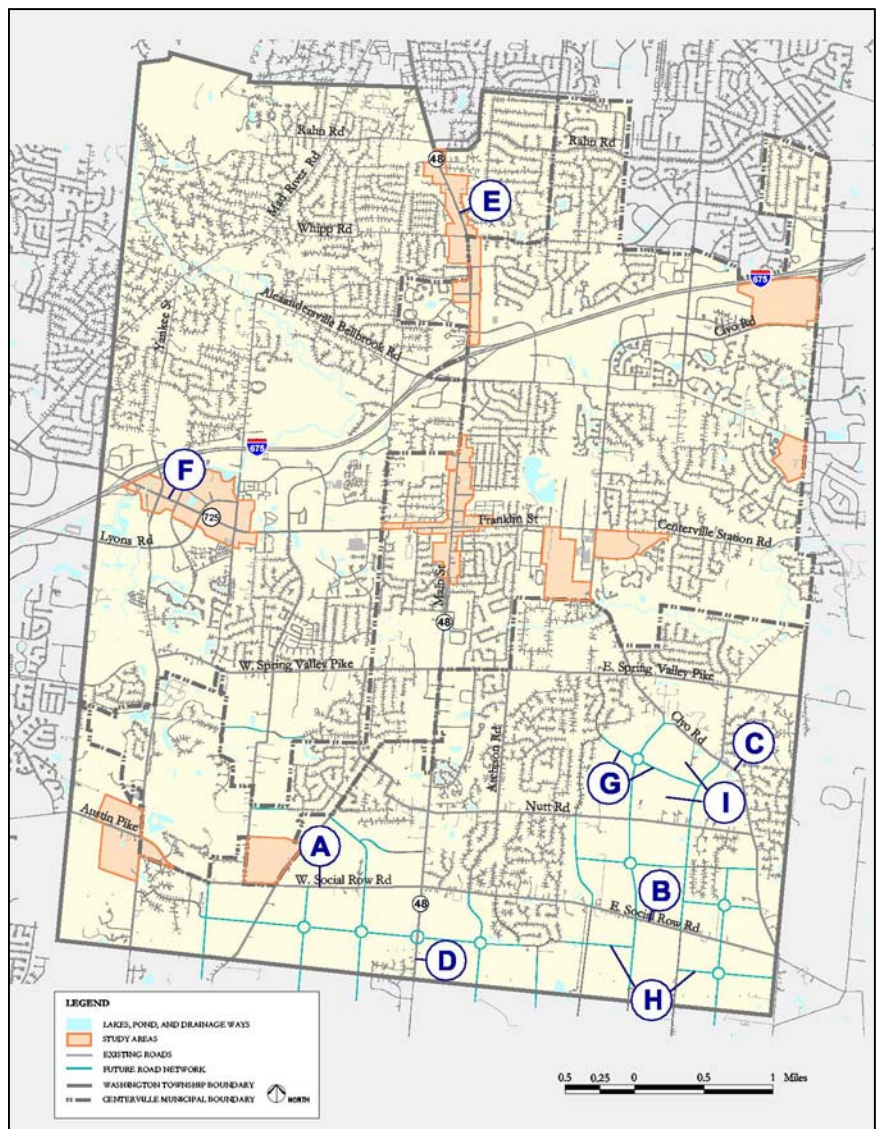 Rahn Rd
Rahn Rd
48
Mad River Rd
E
Whipp Rd
675
Alexandersville Bellbrook Rd
Clyo Rd
Yankee St
675
F
725
Franklin St
Centerville Station Rd
Lyons Rd
Main St
48
W. Spring Valley Pike
E. Spring Valley Pike
Clyo Rd
C
Atchison Rd
G
I
Nutt Rd
Austin Pike
A
W. Social Row Rd
B
48
E. Social Row Rd
D
H
LEGEND
LAKES, POND, AND DRAINAGE WAYS
STUDY AREAS
EXISTING ROADS
FUTURE ROAD NETWORK
WASHINGTON TOWNSHIP BOUNDARY
CENTERVILLE MUNICIPAL BOUNDARY
NORTH
0.5 0.25 0 0.5 1 Miles